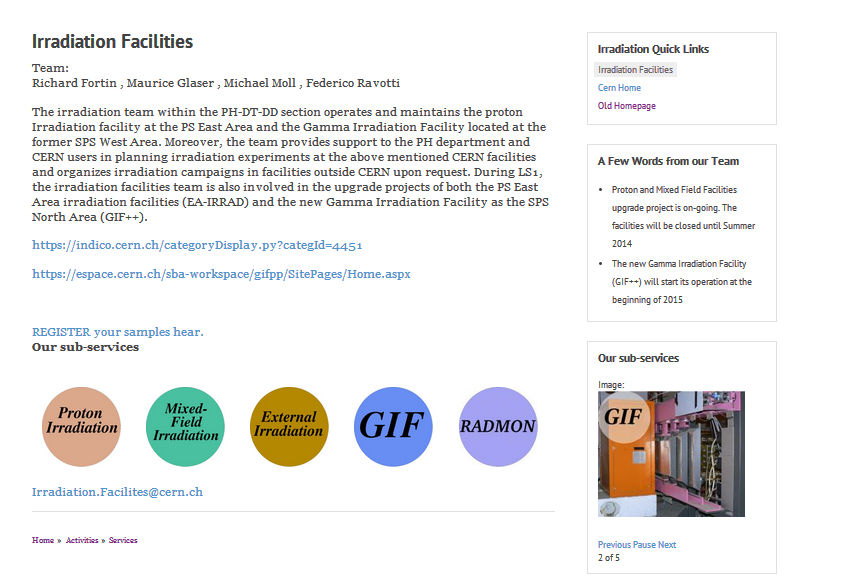 Irradiation Facilities
Team:
Richard Fortin , Maurice Glaser , Michael Moll , Federico Ravotti
The irradiation team within the PH-DT-DD section operates and maintains the proton
Irradiation facility at the PS East Area and the Gamma Irradiation Facility located at the
former SPS West Area. Moreover, the team provides support to the PH department and
CERN users in planning irradiation experiments at the above mentioned CERN facilities
and organizes irradiation campaigns in facilities outside CERN upon request. During LS1,
the irradiation facilities team is also involved in the upgrade projects of both the PS East
Area irradiation facilities (EA-IRRAD) and the new Gamma Irradiation Facility as the SPS
North Area (GIF++).
https://indico.cern.ch/categoryDisplay.py?categId=4451
https://espace.cern.ch/sba-workspace/gifpp/SitePages/Home.aspx
REGISTER your samples hear.
Our sub-services
Proton
Irradiation
Mixed-
Field
Irradiation
External
Irradiation
GIF
RADMON
Irradiation.Facilites@cern.ch
Home » Activities » Services
Irradiation Quick Links
Irradiation Facilities
Cern Home
Old Homepage
A Few Words from our Team
• Proton and Mixed Field Facilities
upgrade project is on-going. The
facilities will be closed until Summer
2014
• The new Gamma Irradiation Facility
(GIF++) will start its operation at the
beginning of 2015
Our sub-services
Image:
GIF
Previous Pause Next
2 of 5